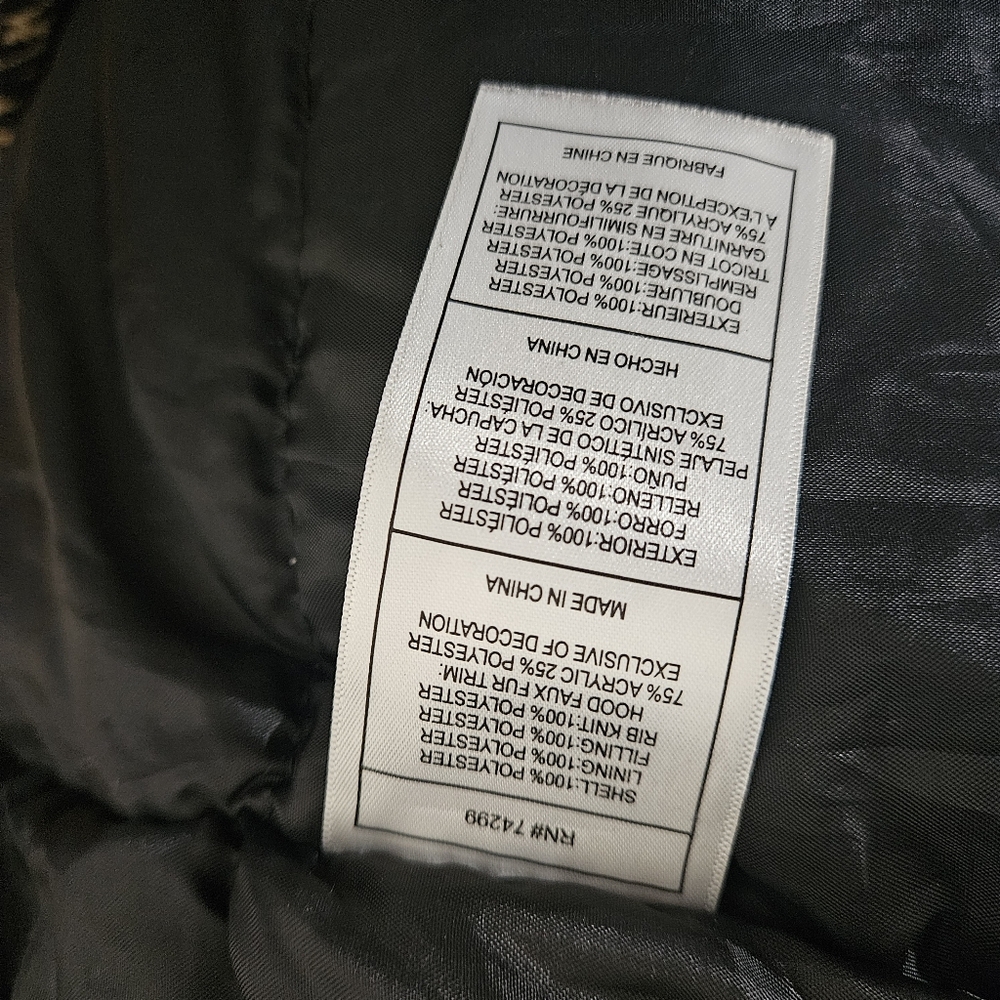 RN# 74299
SHELL:100% POLYESTER
LINING:100% POLYESTER
FILLING:100% POLYESTER
RIB KNIT:100% POLYESTER
HOOD FAUX FUR TRIM:
75% ACRYLIC 25% POLYESTER
EXCLUSIVE OF DECORATION
MADE IN CHINA
EXTERIOR:100% POLIÉSTER
FORRO:100% POLIÉSTER
RELLENO:100% POLIÉSTER
PUÑO:100% POLIÉSTER
PELAJE SINTÉTICO DE LA CAPUCHA:
75% ACRÍLICO 25% POLIÉSTER
EXCLUSIVO DE DECORACIÓN
HECHO EN CHINA
EXTERIEUR:100% POLYESTER
DOUBLURE:100% POLYESTER
REMPLISSAGE:100% POLYESTER
TRICOT EN COTE:100% POLYESTER
GARNITURE EN SIMILIFOURRURE:
75% ACRYLIQUE 25% POLYESTER
A L'EXCEPTION DE LA DÉCORATION
FABRIQUE EN CHINE